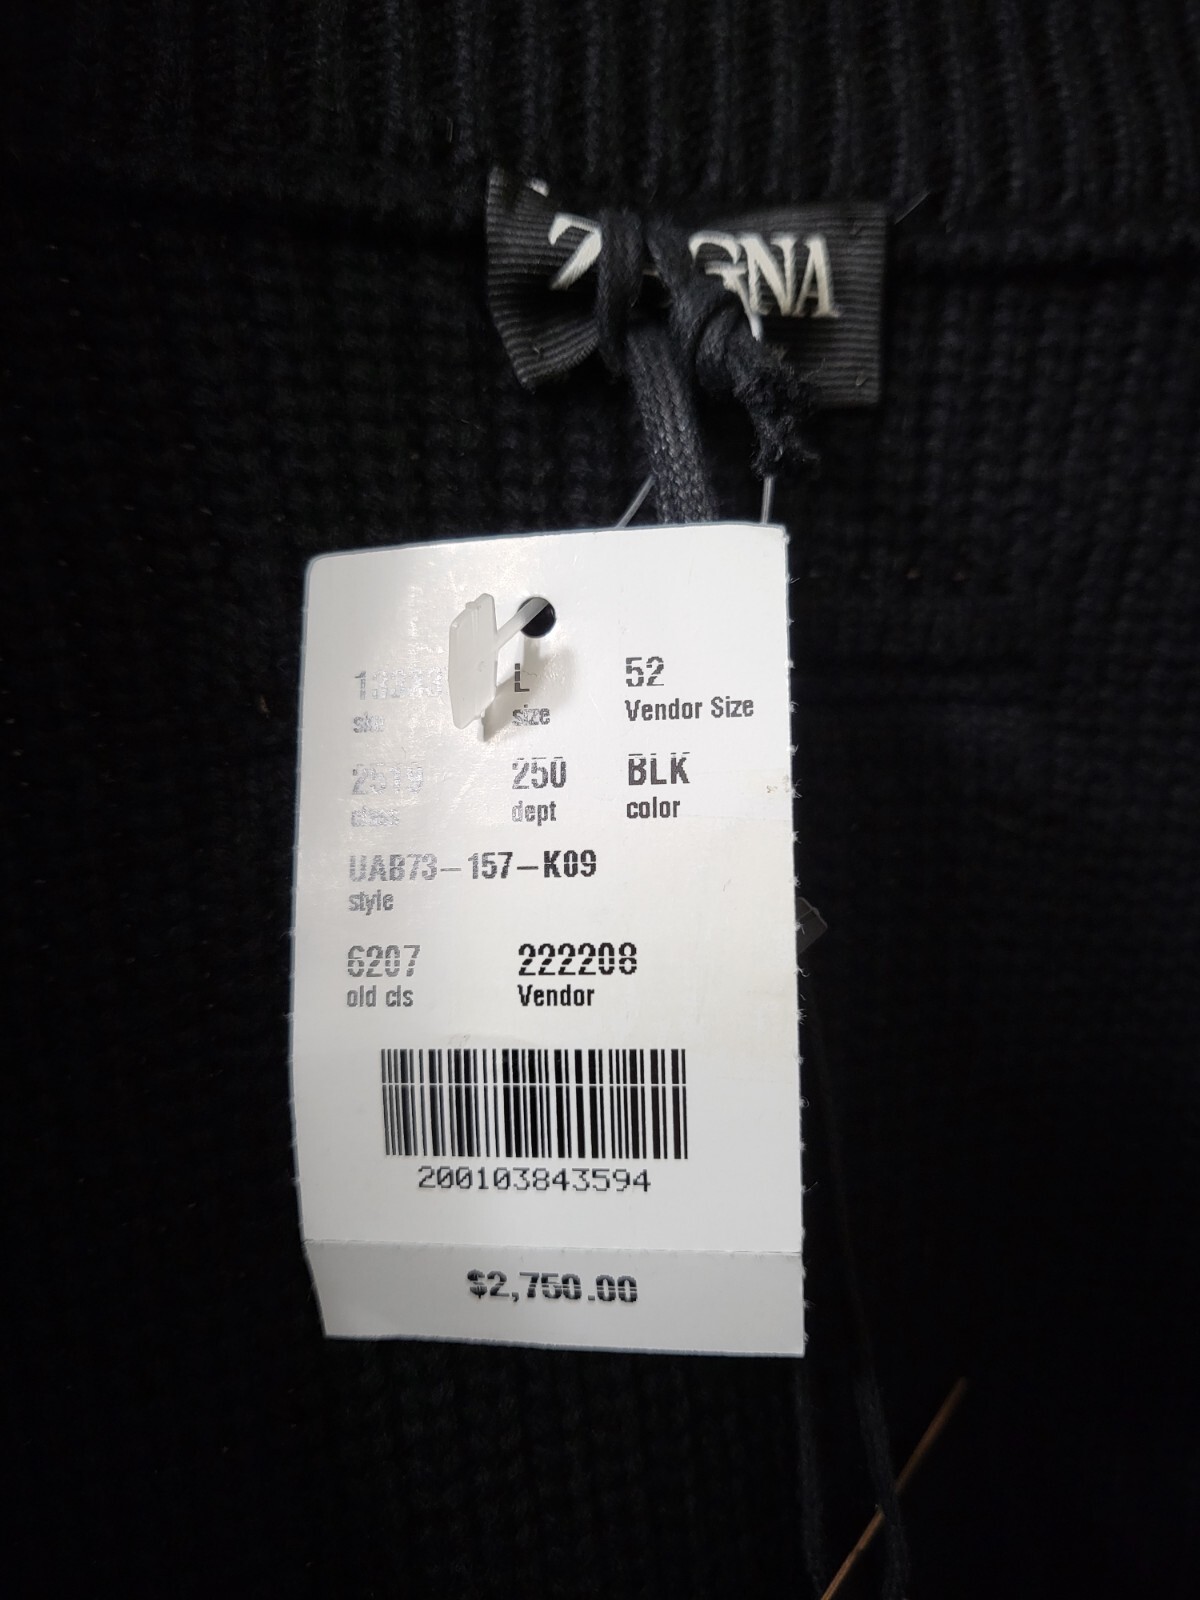 GNA
L 52
size Vendor Size
250 BLK
dept color
UAB73-157-K09
style
6207 222208
old cls Vendor
200103843594
$2,750.00